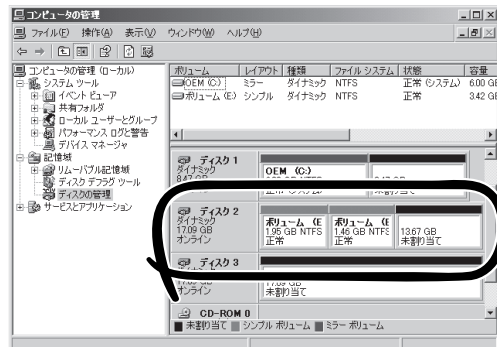 コンピュータの管理
ファイル(F) 操作(A) 表示(V) ウィンドウ(W) ヘルプ(H)
コンピュータの管理 (ローカル)
システム ツール
イベント ビューア
共有フォルダ
ローカル ユーザーとグループ
パフォーマンス ログと警告
デバイス マネージャ
記憶域
リムーバブル記憶域
ディスク デフラグ ツール
ディスクの管理
サービスとアプリケーション
ボリューム レイアウト 種類 ファイル システム 状態 容量
OEM (C:) ミラー ダイナミック NTFS 正常 (システム) 6.00 GB
ボリューム (E:) シンプル ダイナミック NTFS 正常 3.42 GB
ディスク 1
ダイナミック
OEM (C:)
ディスク 2
ダイナミック
17.09 GB
オンライン
ボリューム (E
1.95 GB NTFS
正常
ボリューム (E
1.46 GB NTFS
正常
13.67 GB
未割り当て
ディスク 3
オンライン
未割り当て
CD-ROM 0
未割り当て シンプル ボリューム ミラー ボリューム